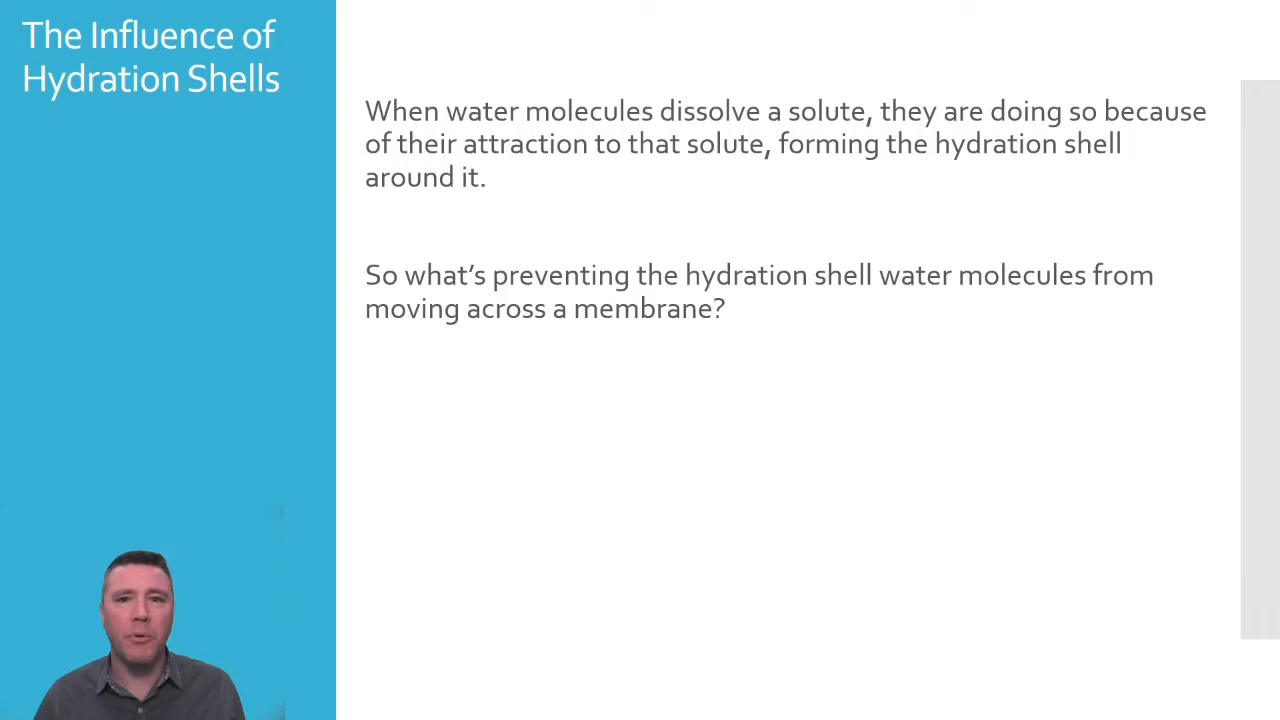 The Influence of
Hydration Shells
When water molecules dissolve a solute, they are doing so because
of their attraction to that solute, forming the hydration shell
around it.
So what’s preventing the hydration shell water molecules from
moving across a membrane?